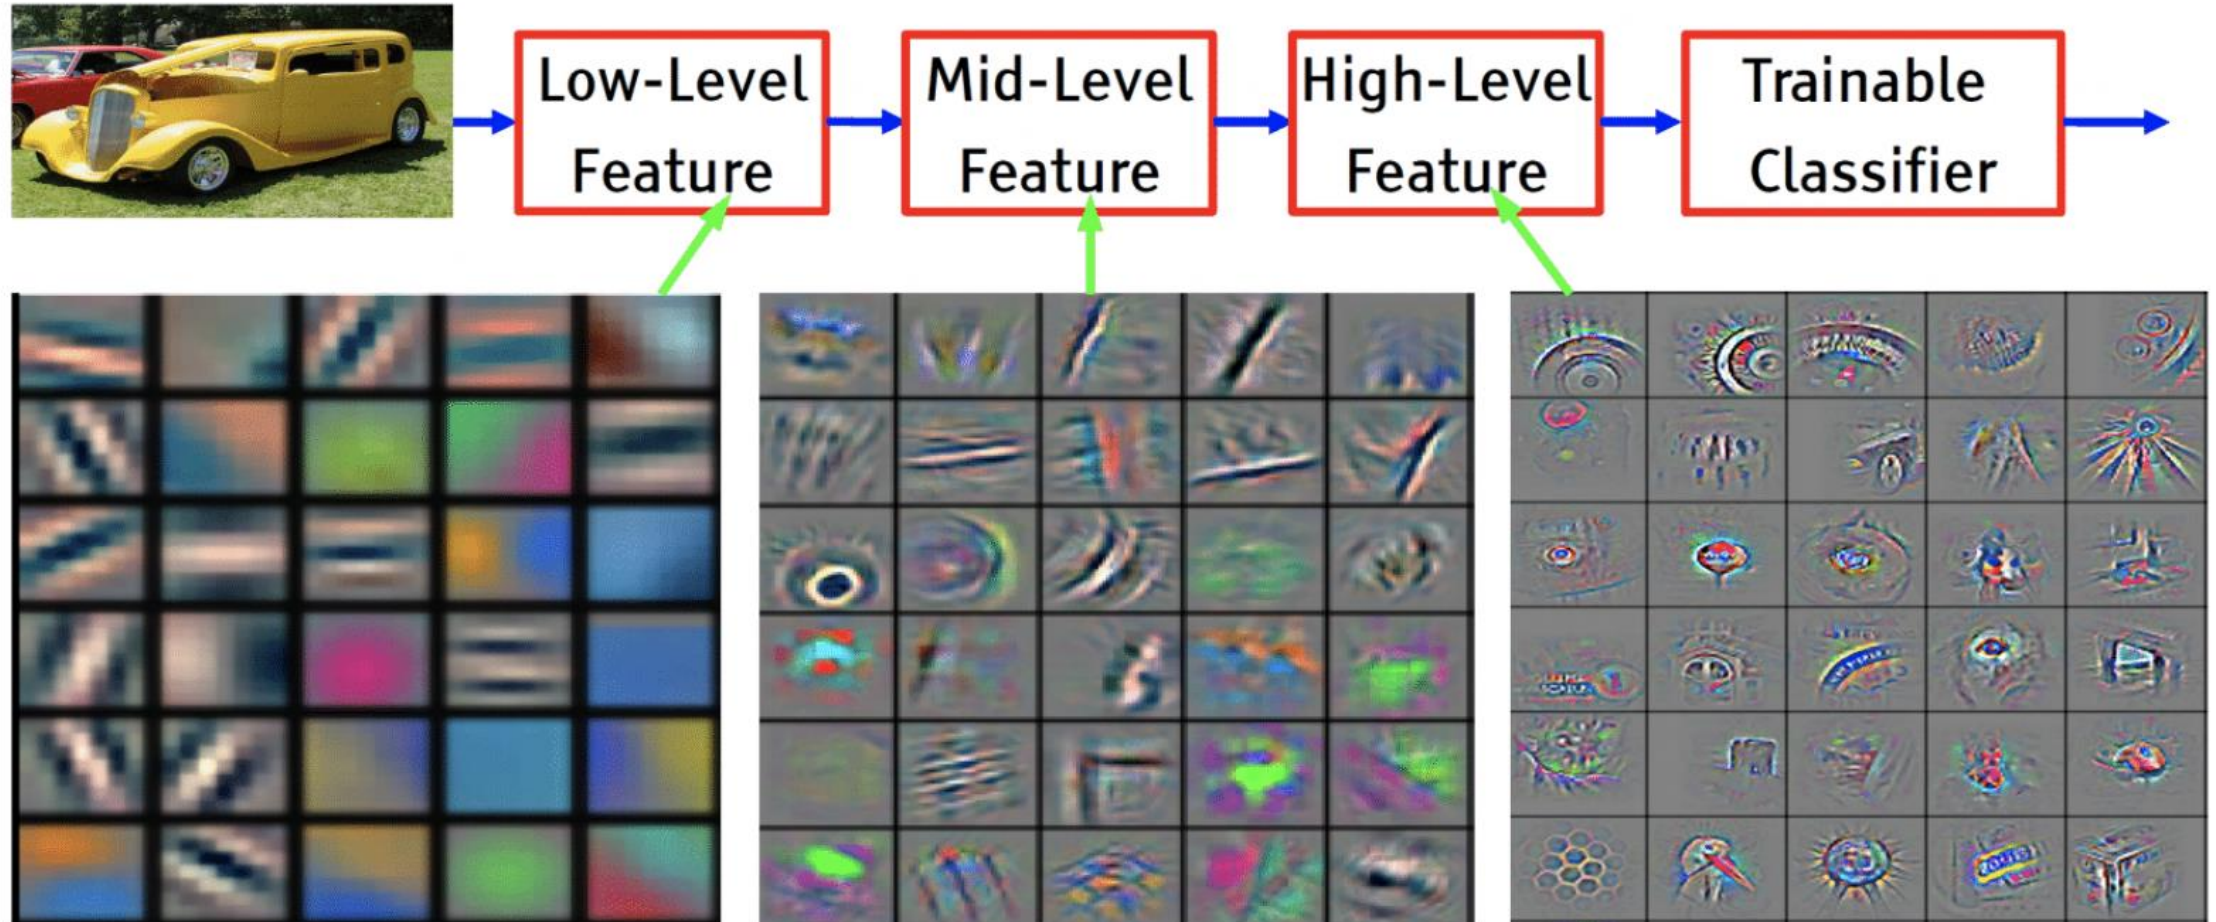 Low-Level
Feature
Mid-Level
Feature
High-Level
Feature
Trainable
Classifier